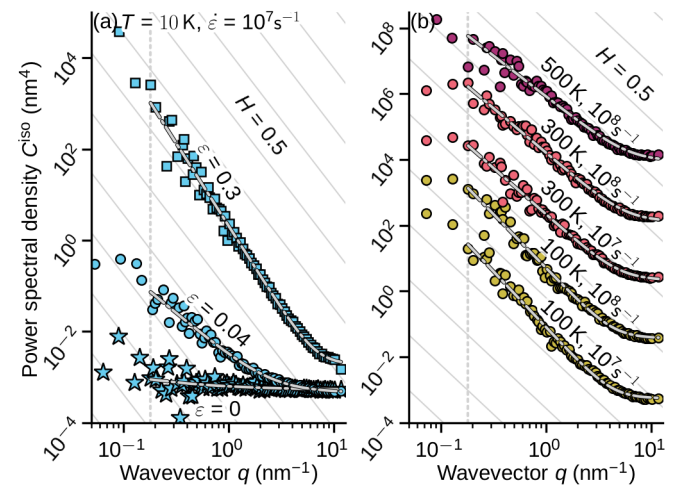 (a) T = 10 K, ε̇ = 10⁷s⁻¹
Power spectral density Cⁱˢᵒ (nm⁴)
10⁴
10²
10⁰
10⁻²
10⁻⁴
H = 0.5
ε = 0.3
ε = 0.04
ε = 0
10⁻¹
10⁰
10¹
Wavevector q (nm⁻¹)
(b)
10⁸
10⁶
10⁴
10²
10⁰
10⁻²
10⁻⁴
H = 0.5
500 K, 10⁸s⁻¹
300 K, 10⁸s⁻¹
300 K, 10⁷s⁻¹
100 K, 10⁸s⁻¹
100 K, 10⁷s⁻¹
10⁻¹
10⁰
10¹
Wavevector q (nm⁻¹)